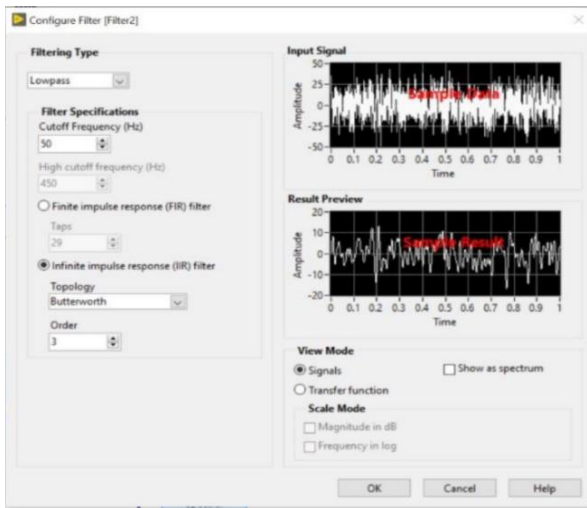 Configure Filter [Filter2]
Filtering Type
Lowpass
Filter Specifications
Cutoff Frequency (Hz)
50
High cutoff frequency (Hz)
450
Finite impulse response (FIR) filter
Taps
29
Infinite impulse response (IIR) filter
Topology
Butterworth
Order
3
Input Signal
Sample Data
Amplitude
50
25
0
-25
-50
0 0.1 0.2 0.3 0.4 0.5 0.6 0.7 0.8 0.9 1
Time
Result Preview
Sample Result
Amplitude
20
10
0
-10
-20
0 0.1 0.2 0.3 0.4 0.5 0.6 0.7 0.8 0.9 1
Time
View Mode
Signals
Show as spectrum
Transfer function
Scale Mode
Magnitude in dB
Frequency in log
OK Cancel Help